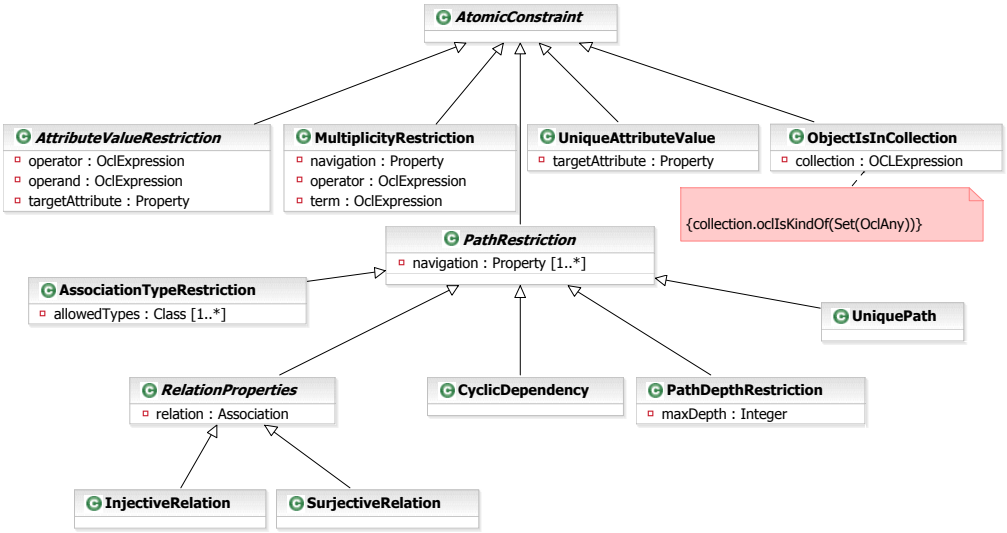 AtomicConstraint
AttributeValueRestriction
operator : OclExpression
operand : OclExpression
targetAttribute : Property
MultiplicityRestriction
navigation : Property
operator : OclExpression
term : OclExpression
UniqueAttributeValue
targetAttribute : Property
ObjectIsInCollection
collection : OCLExpression
{collection.oclIsKindOf(Set(OclAny))}
PathRestriction
navigation : Property [1..*]
AssociationTypeRestriction
allowedTypes : Class [1..*]
UniquePath
RelationProperties
relation : Association
CyclicDependency
PathDepthRestriction
maxDepth : Integer
InjectiveRelation
SurjectiveRelation